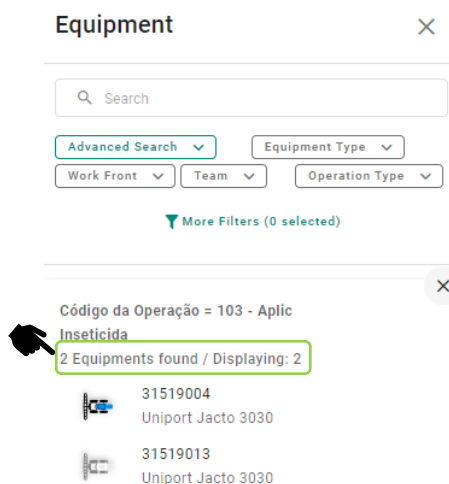 Equipment
Search
Advanced Search
Equipment Type
Work Front
Team
Operation Type
More Filters (0 selected)
Código da Operação = 103 - Aplic
Inseticida
2 Equipments found / Displaying: 2
31519004
Uniport Jacto 3030
31519013
Uniport Jacto 3030